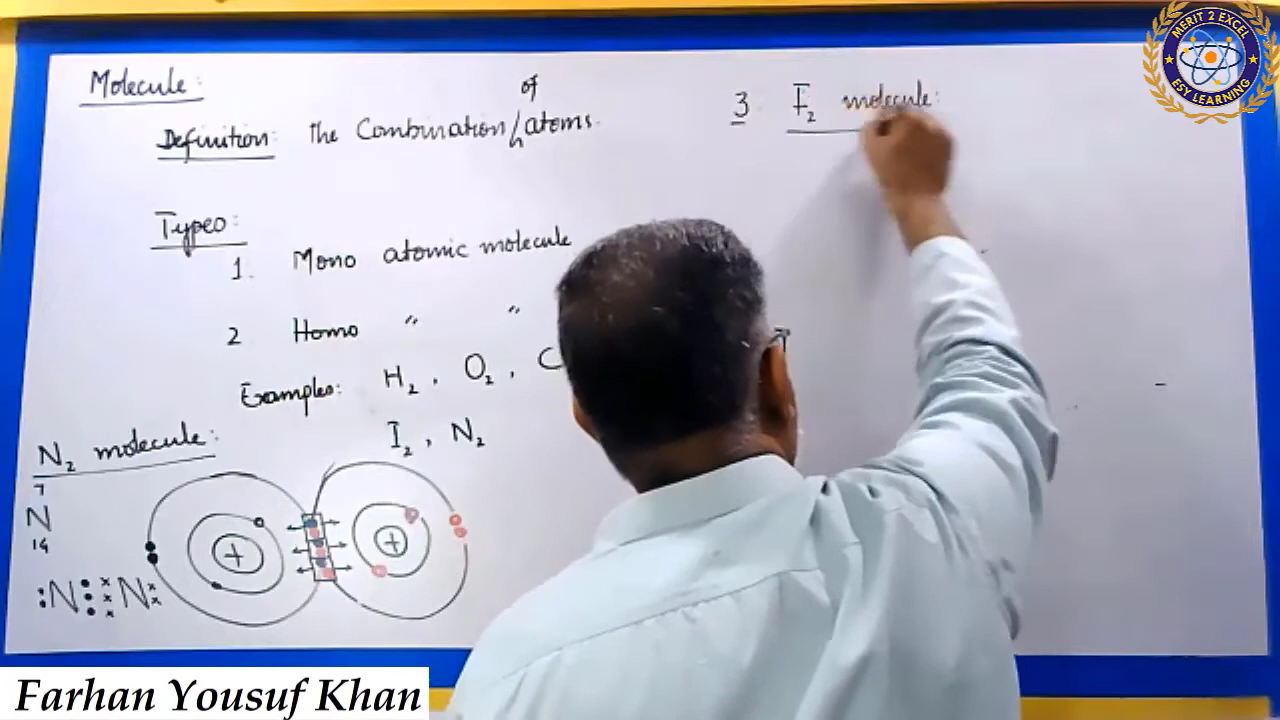 Molecule:
Definition: The Combination of atoms.
Types:
1. Mono atomic molecule
2 Homo " "
Examples: H2, O2, C
I2, N2
N2 molecule:
7
N
14
:N N
+ +
3. F2 molecule:
MERIT 2 EXCEL
ESY LEARNING
Farhan Yousuf Khan